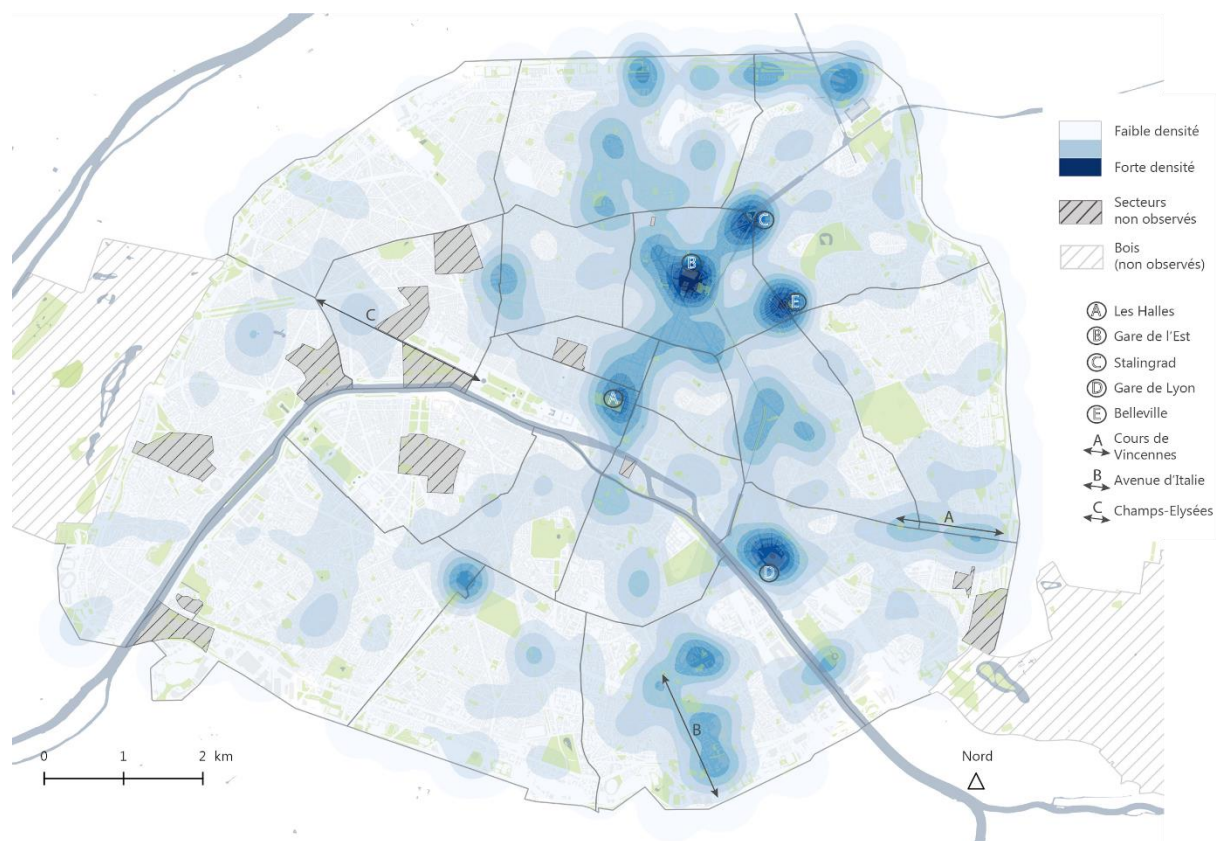 Faible densité
Forte densité
Secteurs
non observés
Bois
(non observés)
A Les Halles
B Gare de l'Est
C Stalingrad
D Gare de Lyon
E Belleville
A Cours de
Vincennes
B Avenue d'Italie
C Champs-Elysées
C
B
C
E
A
A
D
B
0 1 2 km
Nord